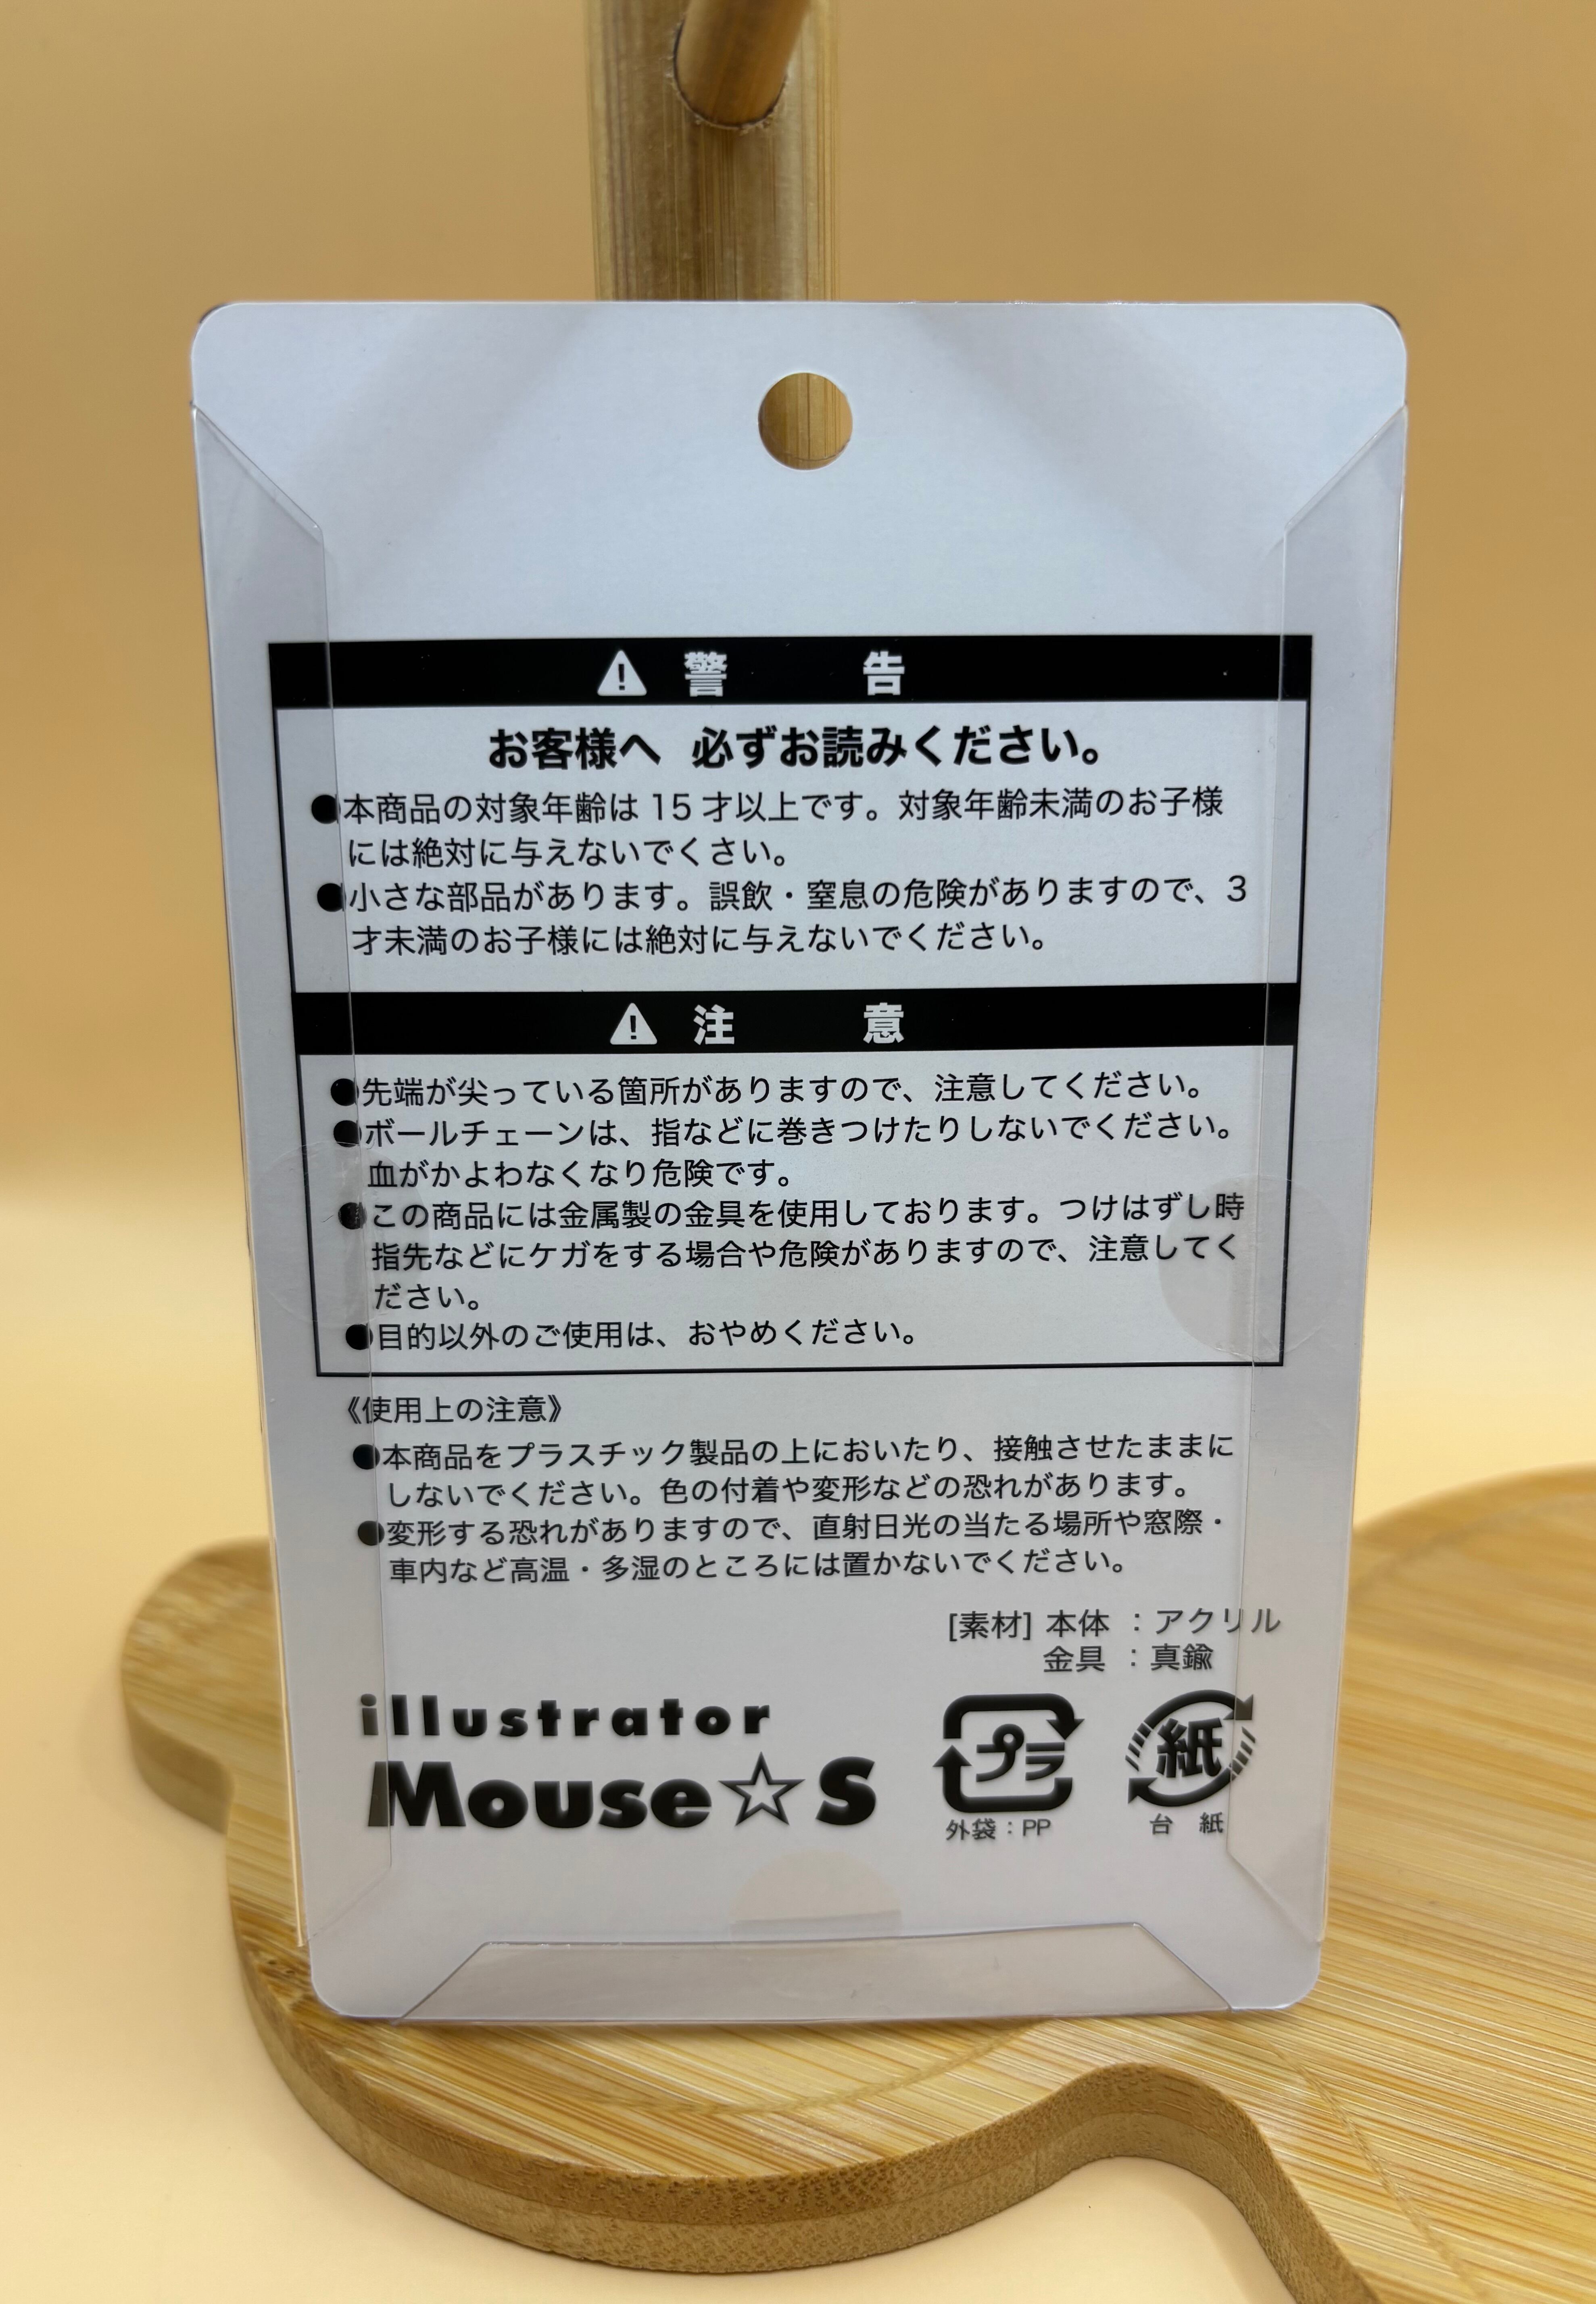 ⚠ 警 告
お客様へ 必ずお読みください。
●本商品の対象年齢は 15 才以上です。対象年齢未満のお子様
には絶対に与えないでくさい。
●小さな部品があります。誤飲・窒息の危険がありますので、3
才未満のお子様には絶対に与えないでください。
⚠ 注 意
●先端が尖っている箇所がありますので、注意してください。
●ボールチェーンは、指などに巻きつけたりしないでください。
血がかよわなくなり危険です。
●この商品には金属製の金具を使用しております。つけはずし時
指先などにケガをする場合や危険がありますので、注意してく
ださい。
●目的以外のご使用は、おやめください。
《使用上の注意》
●本商品をプラスチック製品の上においたり、接触させたままに
しないでください。色の付着や変形などの恐れがあります。
●変形する恐れがありますので、直射日光の当たる場所や窓際・
車内など高温・多湿のところには置かないでください。
[素材] 本体 : アクリル
金具 : 真鍮
illustrator
Mouse☆S
プラ
外袋:PP
紙
台 紙